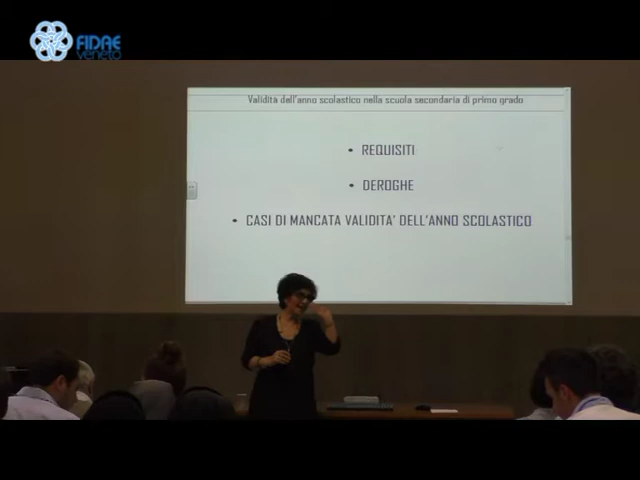 FIDAE
veneto
Validità dell'anno scolastico nella scuola secondaria di primo grado
• REQUISITI
• DEROGHE
• CASI DI MANCATA VALIDITA' DELL'ANNO SCOLASTICO